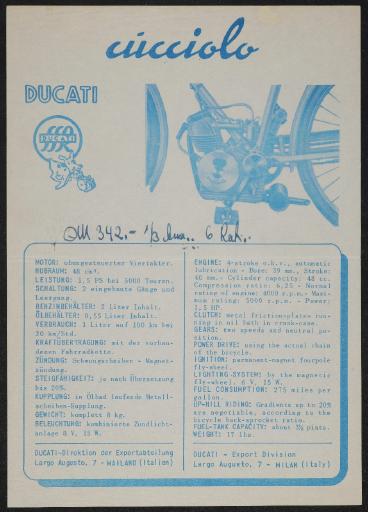 cúcciolo
DUCATI
DUCATI
DM 342.-
6 Rat.
MOTOR: obengesteuerter Viertakter.
HUBRAUM: 48 cm³.
LEISTUNG: 1,5 PS bei 5000 Touren.
SCHALTUNG: 2 eingebaute Gänge und
Leergang.
BENZINBEHÄLTER: 2 Liter Inhalt.
ÖLBEHÄLTER: 0,55 Liter Inhalt.
VERBRAUCH: 1 Liter auf 100 km bei
30 km/Std.
KRAFTÜBERTRAGUNG: mit der vorhan-
denen Fahrradkette.
ZÜNDUNG: Schwungscheiben - Magnet-
zündung.
STEIGFÄHIGKEIT: je nach Übersetzung
bis 20%.
KUPPLUNG: in Ölbad laufende Metall-
scheiben-Kupplung.
GEWICHT: komplett 8 kg.
BELEUCHTUNG: kombinierte Zündlicht-
anlage 6 V, 15 W.
DUCATI-Direktion der Exportabteilung
Largo Augusto, 7 - MAILAND (Italien)
ENGINE: 4-stroke o.h.v., automatic
lubrication - Bore: 39 mm., Stroke:
40 mm. - Cylinder capacity: 48 cc.
Compression ratio: 6,25 - Normal
rating of engine: 4000 r.p.m. - Maxi-
mum rating: 5000 r.p.m. - Power:
1,5 HP.
CLUTCH: metal friction-plates run-
ning in oil bath in crank-case.
GEARS: two speeds and neutral po-
sition.
POWER DRIVE: using the actual chain
of the bicycle.
IGNITION: permanent-magnet fourpole
fly-wheel.
LIGHTING-SYSTEM: by the magnetic
fly-wheel, 6 V, 15 W.
FUEL CONSUMPTION: 275 miles per
gallon.
UP-HILL RIDING: Gradients up to 20%
are negotiable, according to the
bicycle back-sprocket ratio.
FUEL-TANK CAPACITY: about 3½ pints.
WEIGHT: 17 lbs.
DUCATI - Export Division
Largo Augusto, 7 - MILAN (Italy)